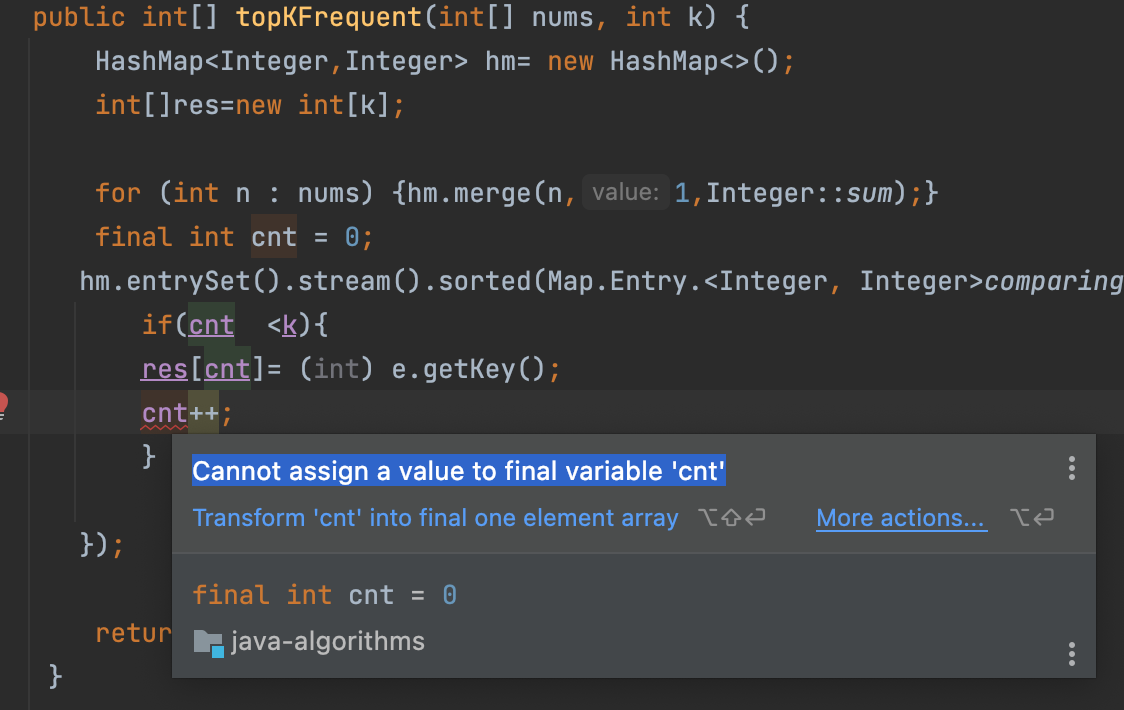 public int[] topKFrequent(int[] nums, int k) {
HashMap<Integer,Integer> hm= new HashMap<>();
int[]res=new int[k];
for (int n : nums) {hm.merge(n, value: 1,Integer::sum);}
final int cnt = 0;
hm.entrySet().stream().sorted(Map.Entry.<Integer, Integer>comparing
if(cnt  <k){
res[cnt]= (int) e.getKey();
cnt++;
}
Cannot assign a value to final variable 'cnt'
Transform 'cnt' into final one element array ⌥⇧⏎ More actions... ⌥⏎
});
final int cnt = 0
retur
java-algorithms
}